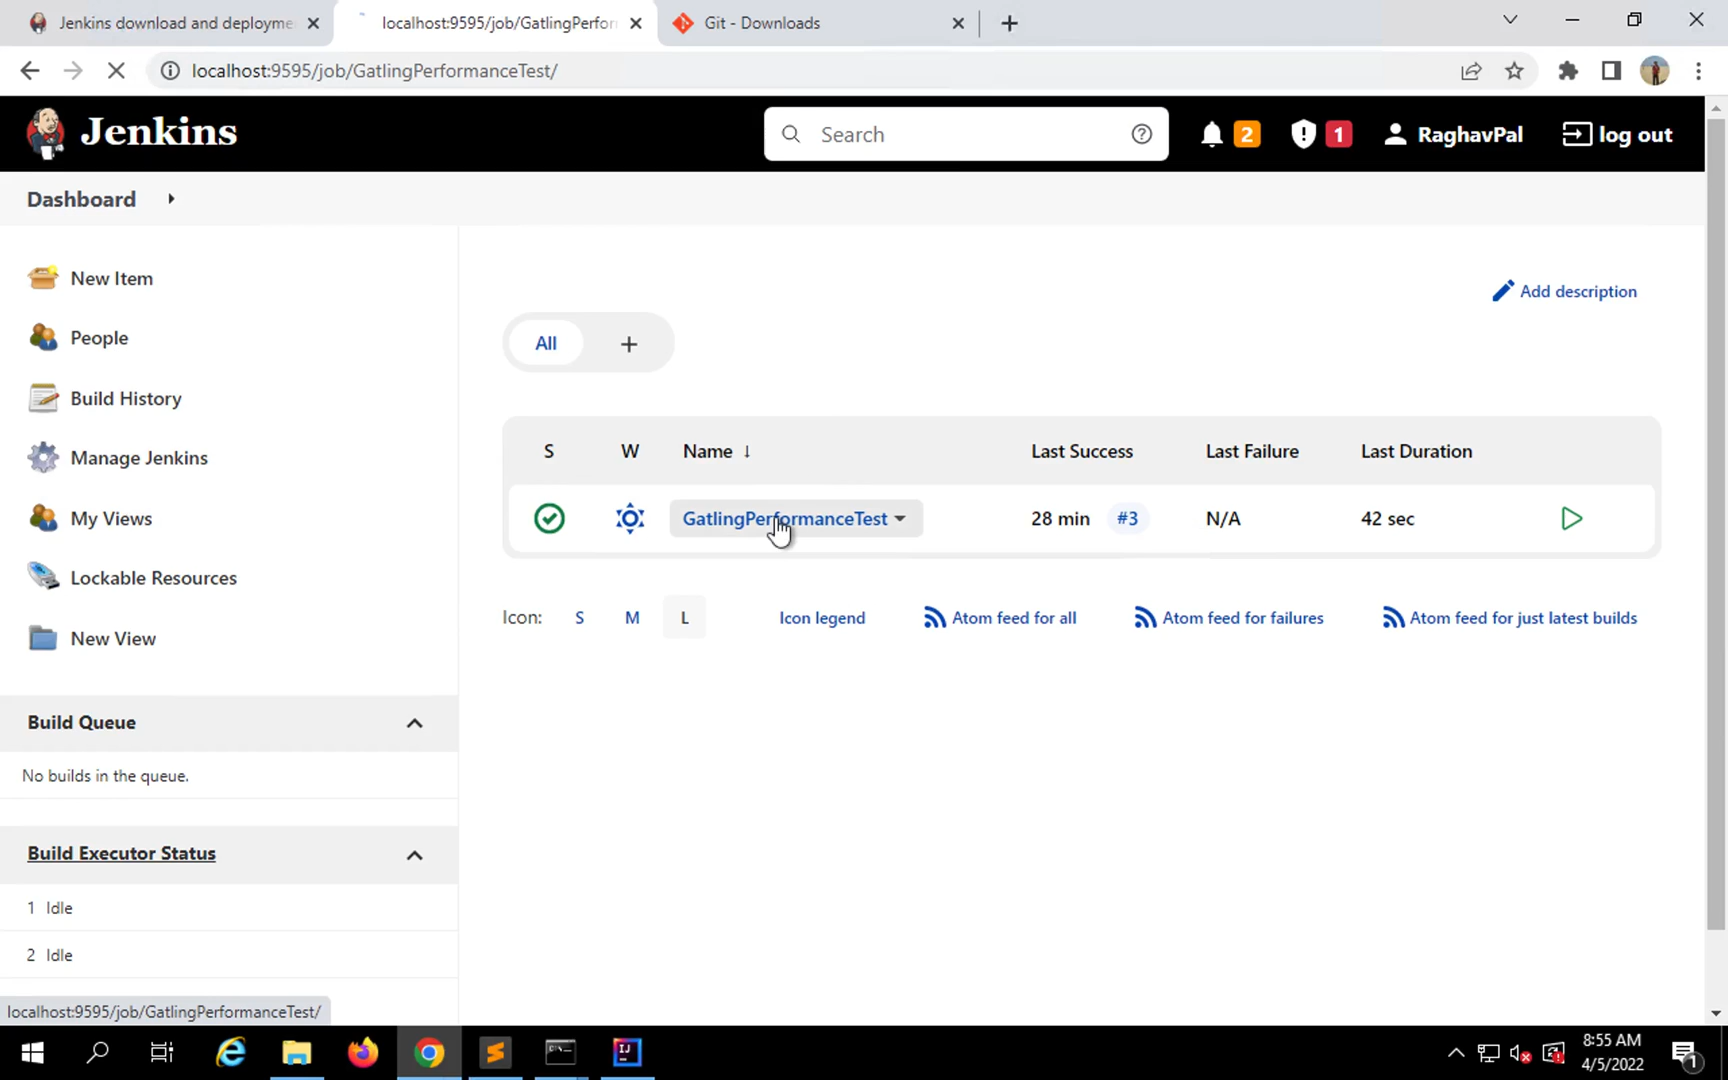 Jenkins download and deployme
localhost:9595/job/GatlingPerfor
Git - Downloads
localhost:9595/job/GatlingPerformanceTest/
Jenkins
Search
2
1
RaghavPal
log out
Dashboard
New Item
People
Build History
Manage Jenkins
My Views
Lockable Resources
New View
Build Queue
No builds in the queue.
Build Executor Status
1 Idle
2 Idle
Add description
All +
S W Name ↓ Last Success Last Failure Last Duration
GatlingPerformanceTest 28 min #3 N/A 42 sec
Icon: S M L Icon legend Atom feed for all Atom feed for failures Atom feed for just latest builds
localhost:9595/job/GatlingPerformanceTest/
8:55 AM
4/5/2022
1